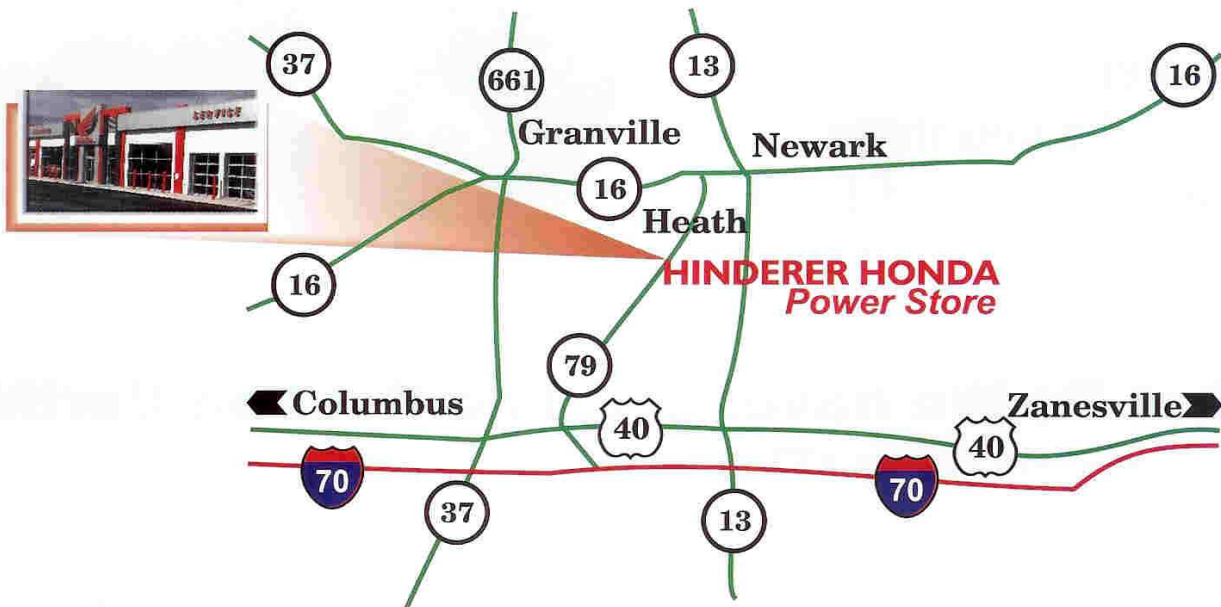 37
661
13
16
SERVICE
Granville
Newark
16
Heath
16
HINDERER HONDA
Power Store
79
Columbus
40
Zanesville
40
70
70
37
13